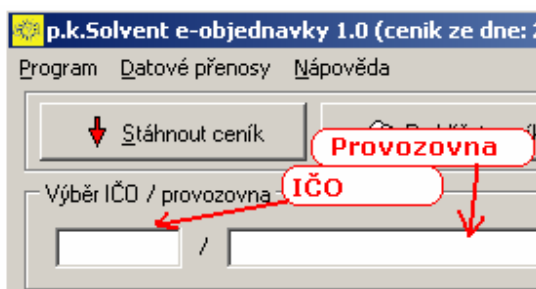 p.k.Solvent e-objednavky 1.0 (cenik ze dne:
Program Datové přenosy Nápověda
Stáhnout ceník
Provozovna
Výběr IČO / provozovna
IČO
/